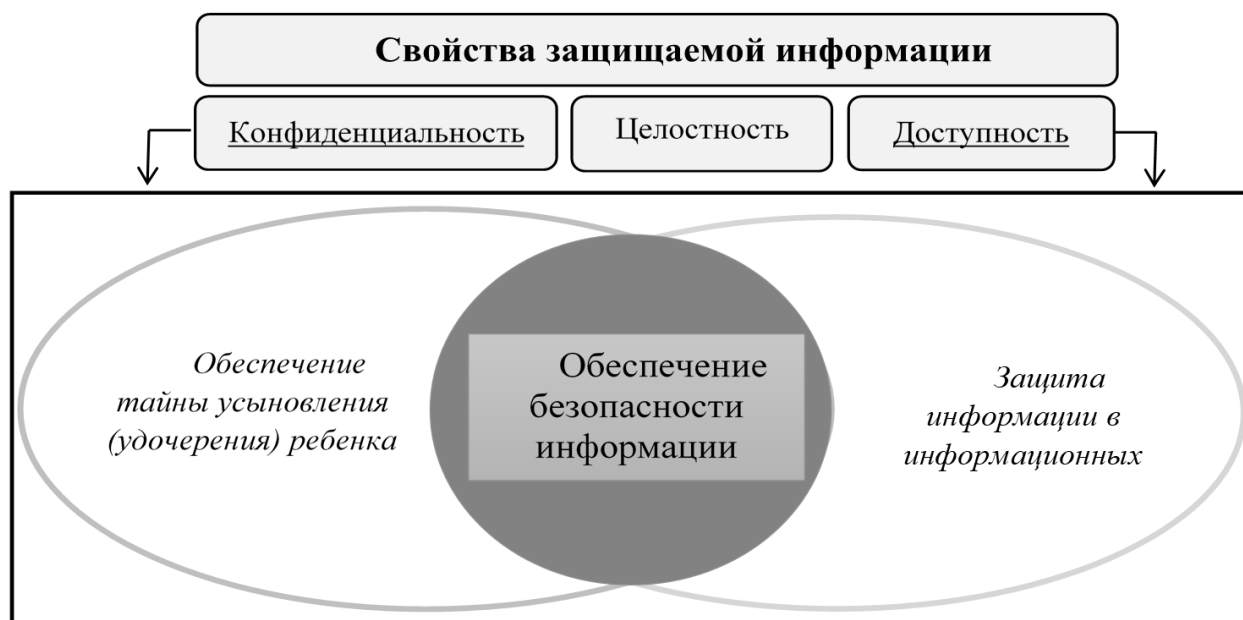 Свойства защищаемой информации
Конфиденциальность
Целостность
Доступность
Обеспечение
тайны усыновления
(удочерения) ребенка
Обеспечение
безопасности
информации
Защита
информации в
информационных